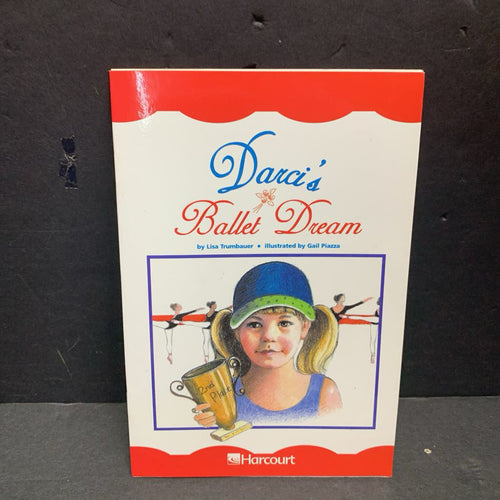 Darci's
Ballet Dream
by Lisa Trumbauer • illustrated by Gail Piazza
2nd
Place
Harcourt